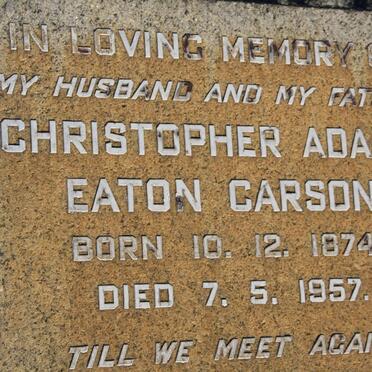 IN LOVING MEMORY
MY HUSBAND AND MY FAT
CHRISTOPHER ADA
EATON CARSON
BORN 10. 12. 1874
DIED 7. 5. 1957.
TILL WE MEET AGAI